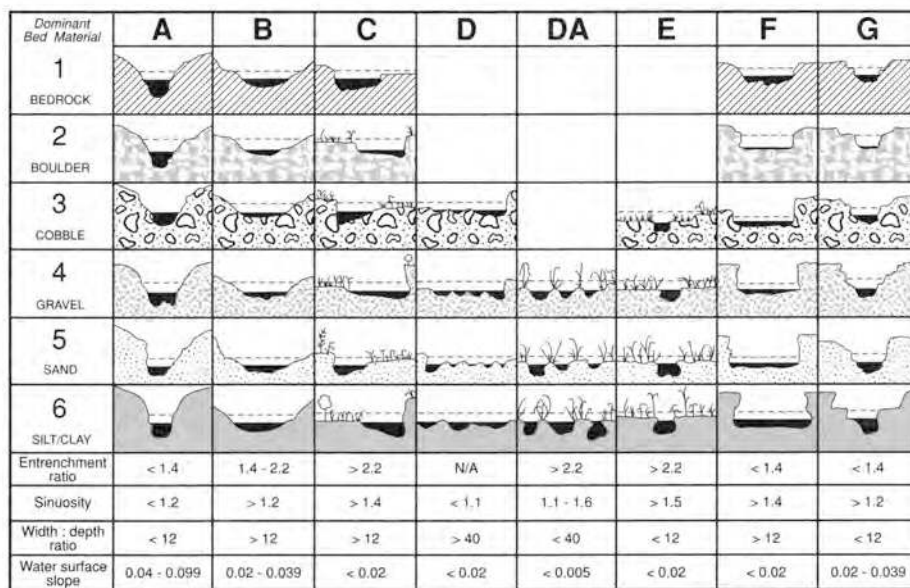 Dominant
Bed Material
A B C D DA E F G
1
BEDROCK
2
BOULDER
3
COBBLE
4
GRAVEL
5
SAND
6
SILT/CLAY
Entrenchment
ratio
< 1.4 1.4 - 2.2 > 2.2 N/A > 2.2 > 2.2 < 1.4 < 1.4
Sinuosity < 1.2 > 1.2 > 1.4 < 1.1 1.1 - 1.6 > 1.5 > 1.4 > 1.2
Width : depth
ratio
< 12 > 12 > 12 > 40 < 40 < 12 > 12 < 12
Water surface
slope
0.04 - 0.099 0.02 - 0.039 < 0.02 < 0.02 < 0.005 < 0.02 < 0.02 0.02 - 0.039